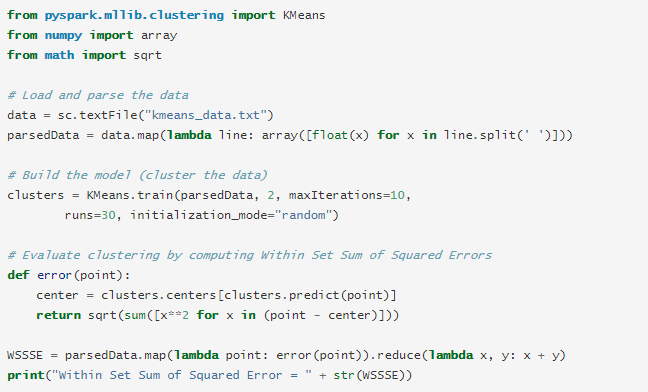 from pyspark.mllib.clustering import KMeans
from numpy import array
from math import sqrt

# Load and parse the data
data = sc.textFile("kmeans_data.txt")
parsedData = data.map(lambda line: array([float(x) for x in line.split(' ')]))

# Build the model (cluster the data)
clusters = KMeans.train(parsedData, 2, maxIterations=10,
        runs=30, initialization_mode="random")

# Evaluate clustering by computing Within Set Sum of Squared Errors
def error(point):
    center = clusters.centers[clusters.predict(point)]
    return sqrt(sum([x**2 for x in (point - center)]))

WSSSE = parsedData.map(lambda point: error(point)).reduce(lambda x, y: x + y)
print("Within Set Sum of Squared Error = " + str(WSSSE))